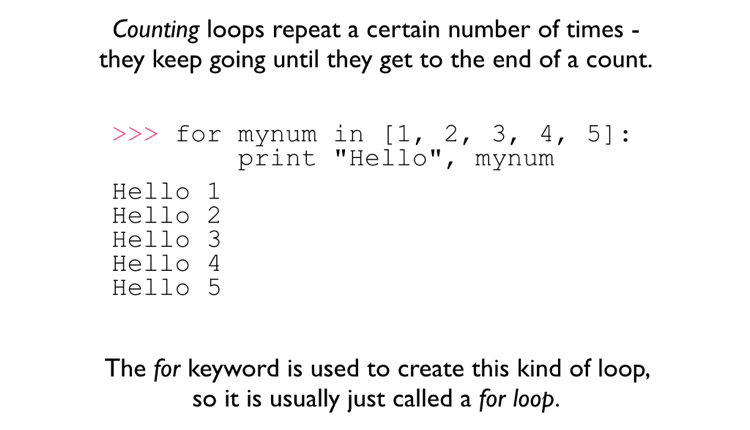 Counting loops repeat a certain number of times -
they keep going until they get to the end of a count.
>>> for mynum in [1, 2, 3, 4, 5]:
        print "Hello", mynum
Hello 1
Hello 2
Hello 3
Hello 4
Hello 5
The for keyword is used to create this kind of loop,
so it is usually just called a for loop.